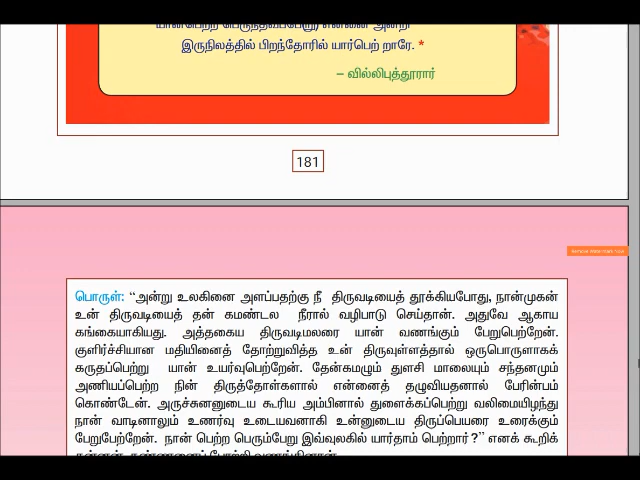 யான்பெற்ற பெருந்தவப்பேறு என்னை அன்றி
இருநிலத்தில் பிறந்தோரில் யார்பெற் றாரே. *
– வில்லிபுத்தூரார்
181
பொருள்: “அன்று உலகினை அளப்பதற்கு நீ திருவடியைத் தூக்கியபோது, நான்முகன்
உன் திருவடியைத் தன் கமண்டல நீரால் வழிபாடு செய்தான். அதுவே ஆகாய
கங்கையாகியது. அத்தகைய திருவடிமலரை யான் வணங்கும் பேறுபெற்றேன்.
குளிர்ச்சியான மதியினைத் தோற்றுவித்த உன் திருவுள்ளத்தால் ஒருபொருளாகக்
கருதப்பெற்று யான் உயர்வுபெற்றேன். தேன்கமழும் துளசி மாலையும் சந்தனமும்
அணியப்பெற்ற நின் திருத்தோள்களால் என்னைத் தழுவியதனால் பேரின்பம்
கொண்டேன். அருச்சுனனுடைய கூரிய அம்பினால் துளைக்கப்பெற்று வலிமையிழந்து
நான் வாடினாலும் உணர்வு உடையவனாகி உன்னுடைய திருப்பெயரை உரைக்கும்
பேறுபெற்றேன். நான் பெற்ற பெரும்பேறு இவ்வுலகில் யார்தாம் பெற்றார்?” எனக் கூறிக்